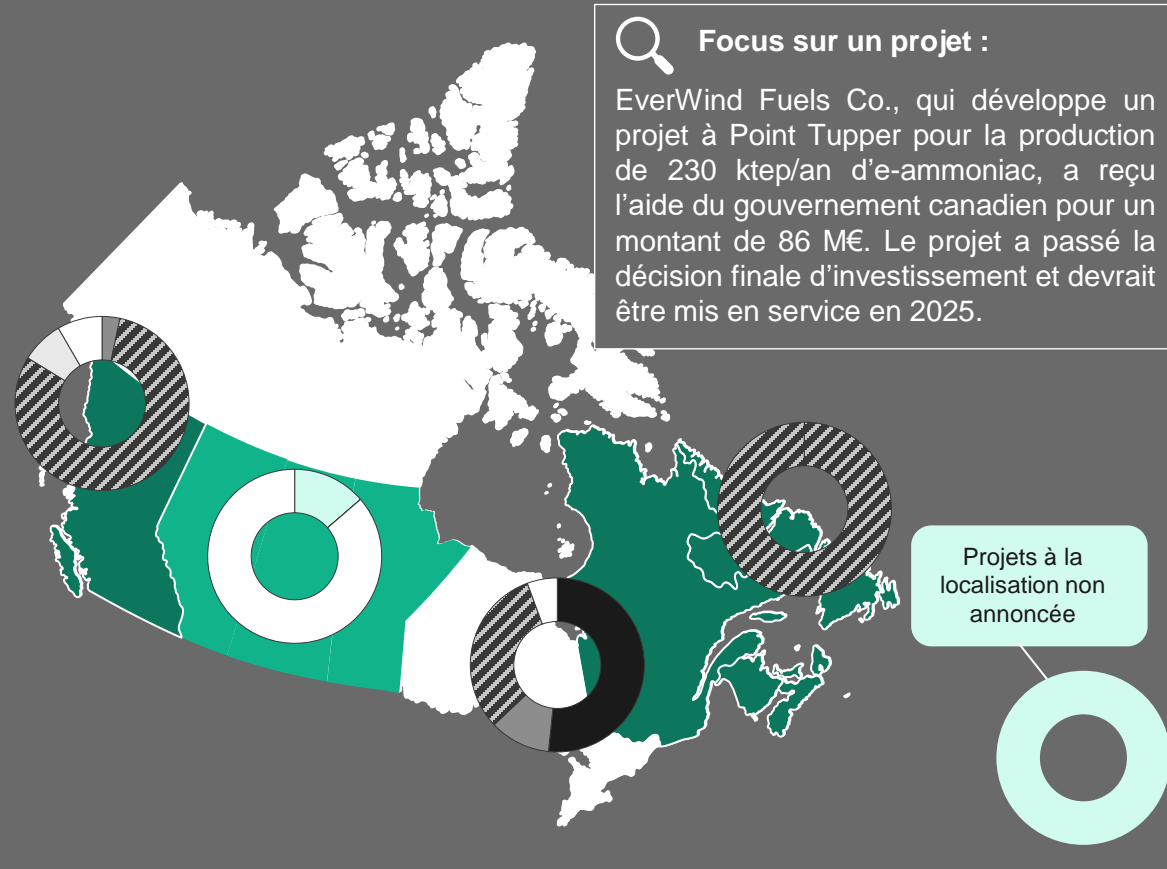 Focus sur un projet :
EverWind Fuels Co., qui développe un
projet à Point Tupper pour la production
de 230 ktep/an d’e-ammoniac, a reçu
l’aide du gouvernement canadien pour un
montant de 86 M€. Le projet a passé la
décision finale d’investissement et devrait
être mis en service en 2025.
Projets à la
localisation non
annoncée